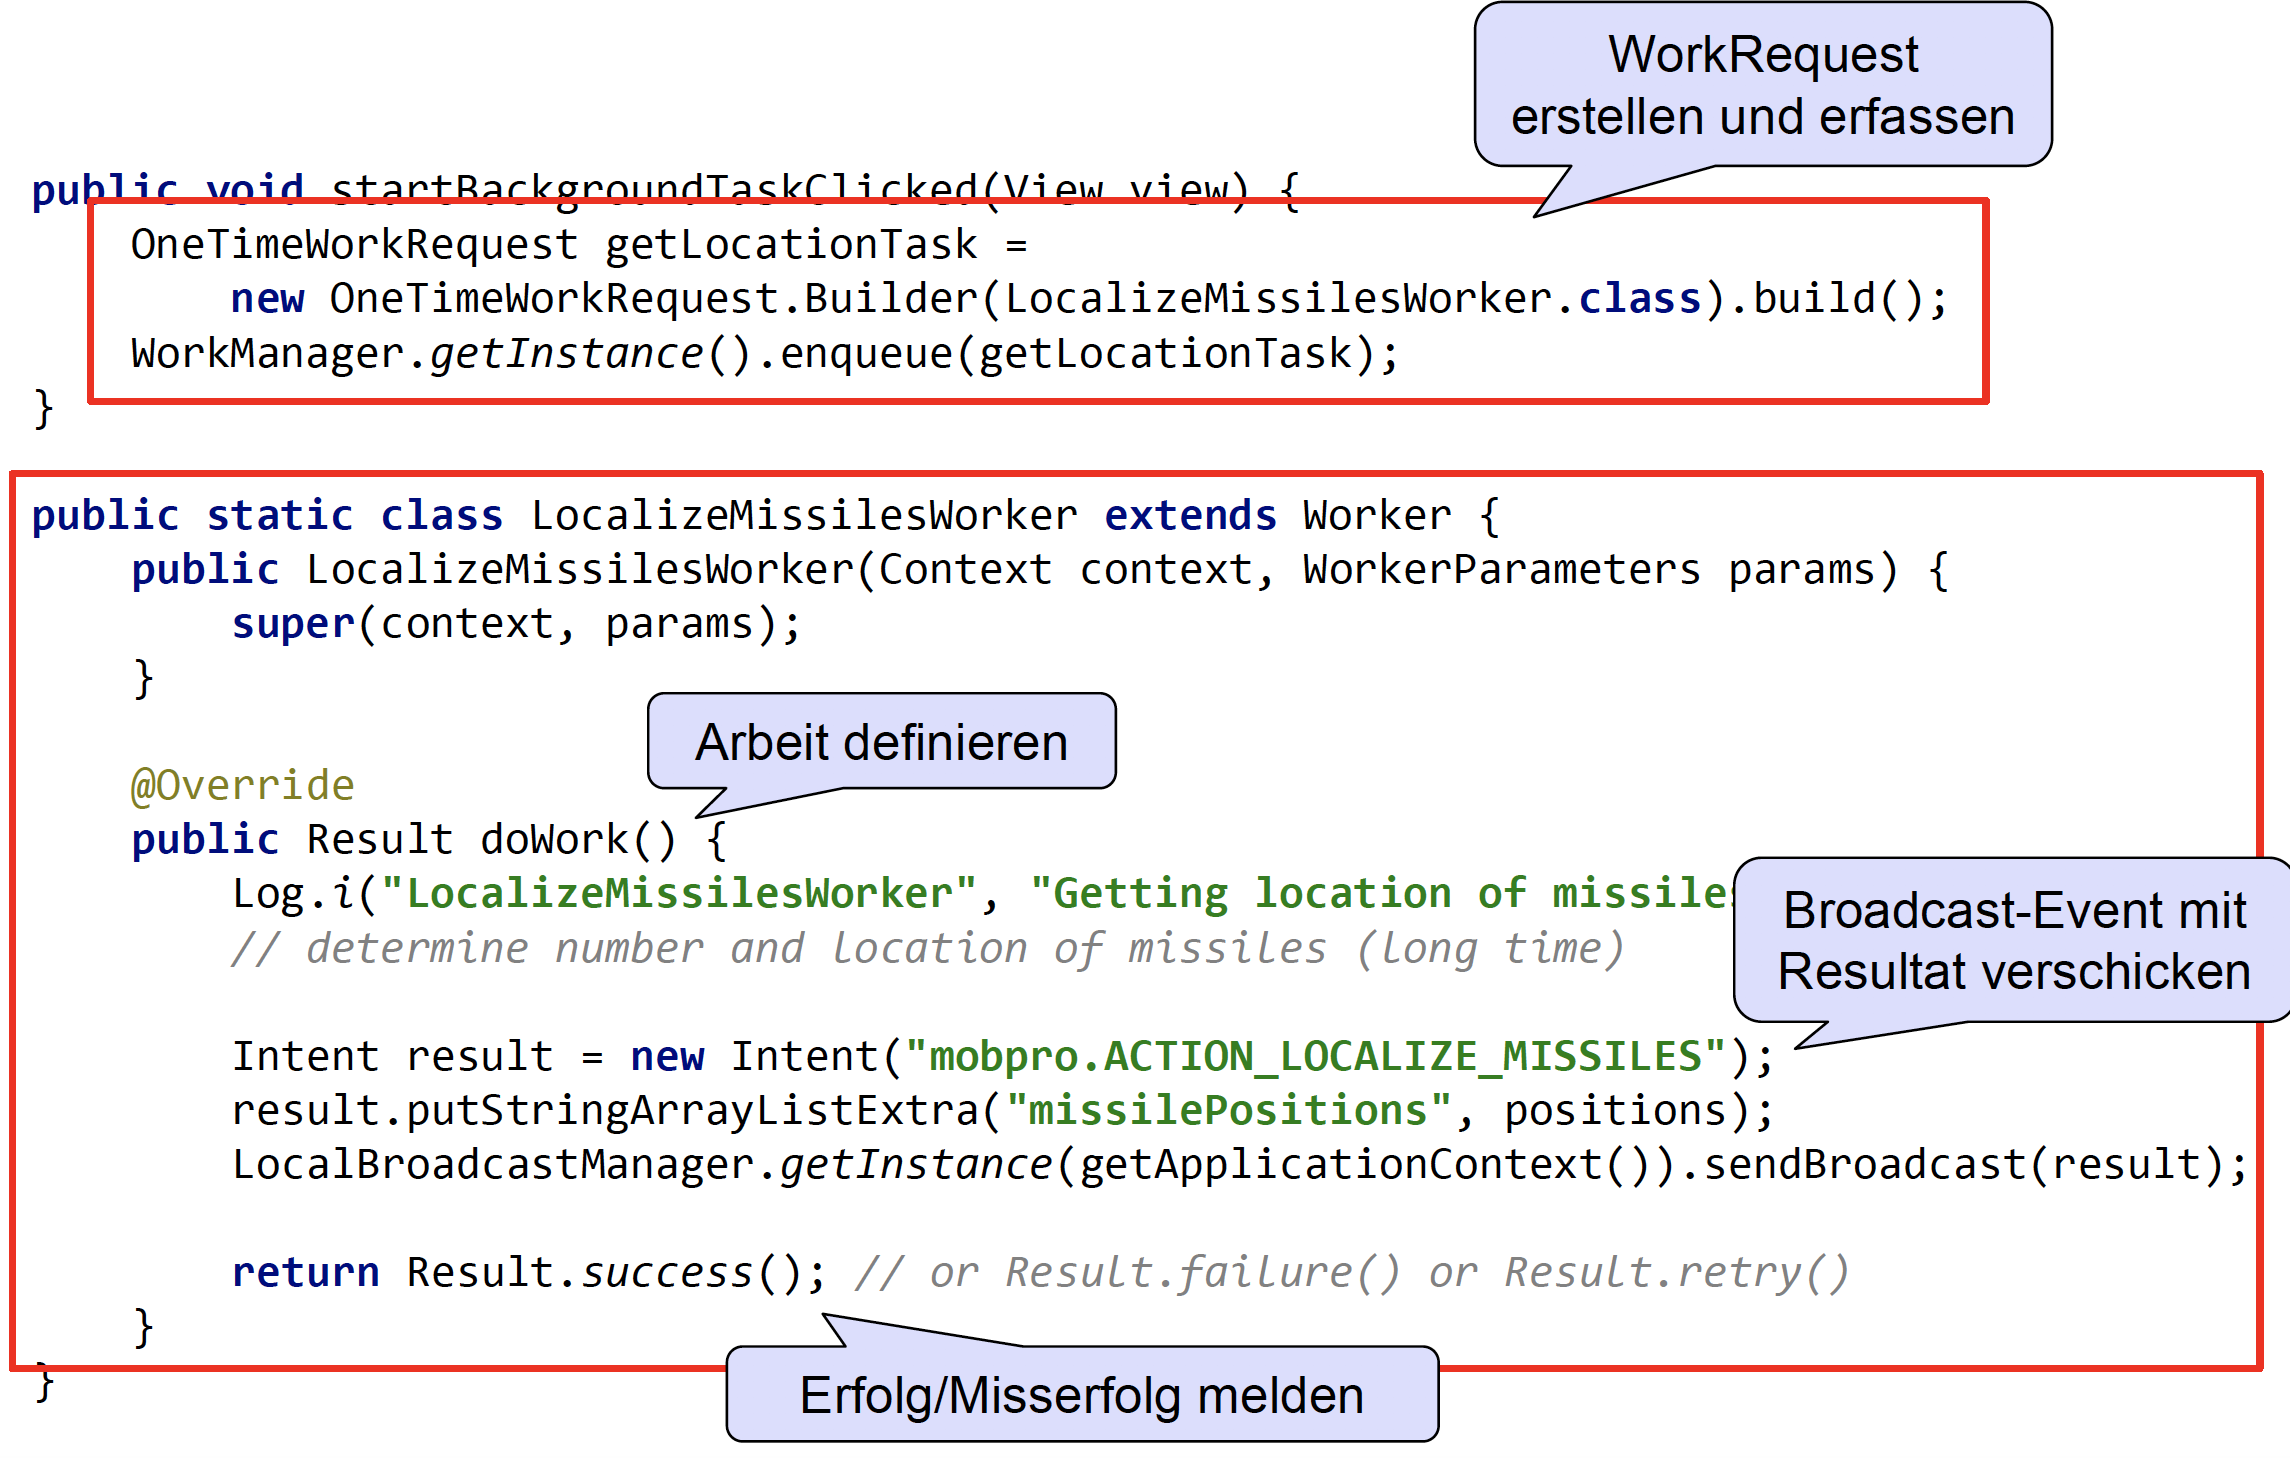 WorkRequest
erstellen und erfassen
public void startBackgroundTaskClicked(View view) {
    OneTimeWorkRequest getLocationTask =
        new OneTimeWorkRequest.Builder(LocalizeMissilesWorker.class).build();
    WorkManager.getInstance().enqueue(getLocationTask);
}
public static class LocalizeMissilesWorker extends Worker {
    public LocalizeMissilesWorker(Context context, WorkerParameters params) {
        super(context, params);
    }
Arbeit definieren
    @Override
    public Result doWork() {
        Log.i("LocalizeMissilesWorker", "Getting location of missiles
Broadcast-Event mit
Resultat verschicken
        // determine number and location of missiles (long time)
        Intent result = new Intent("mobpro.ACTION_LOCALIZE_MISSILES");
        result.putStringArrayListExtra("missilePositions", positions);
        LocalBroadcastManager.getInstance(getApplicationContext()).sendBroadcast(result);
        return Result.success(); // or Result.failure() or Result.retry()
    }
}
Erfolg/Misserfolg melden